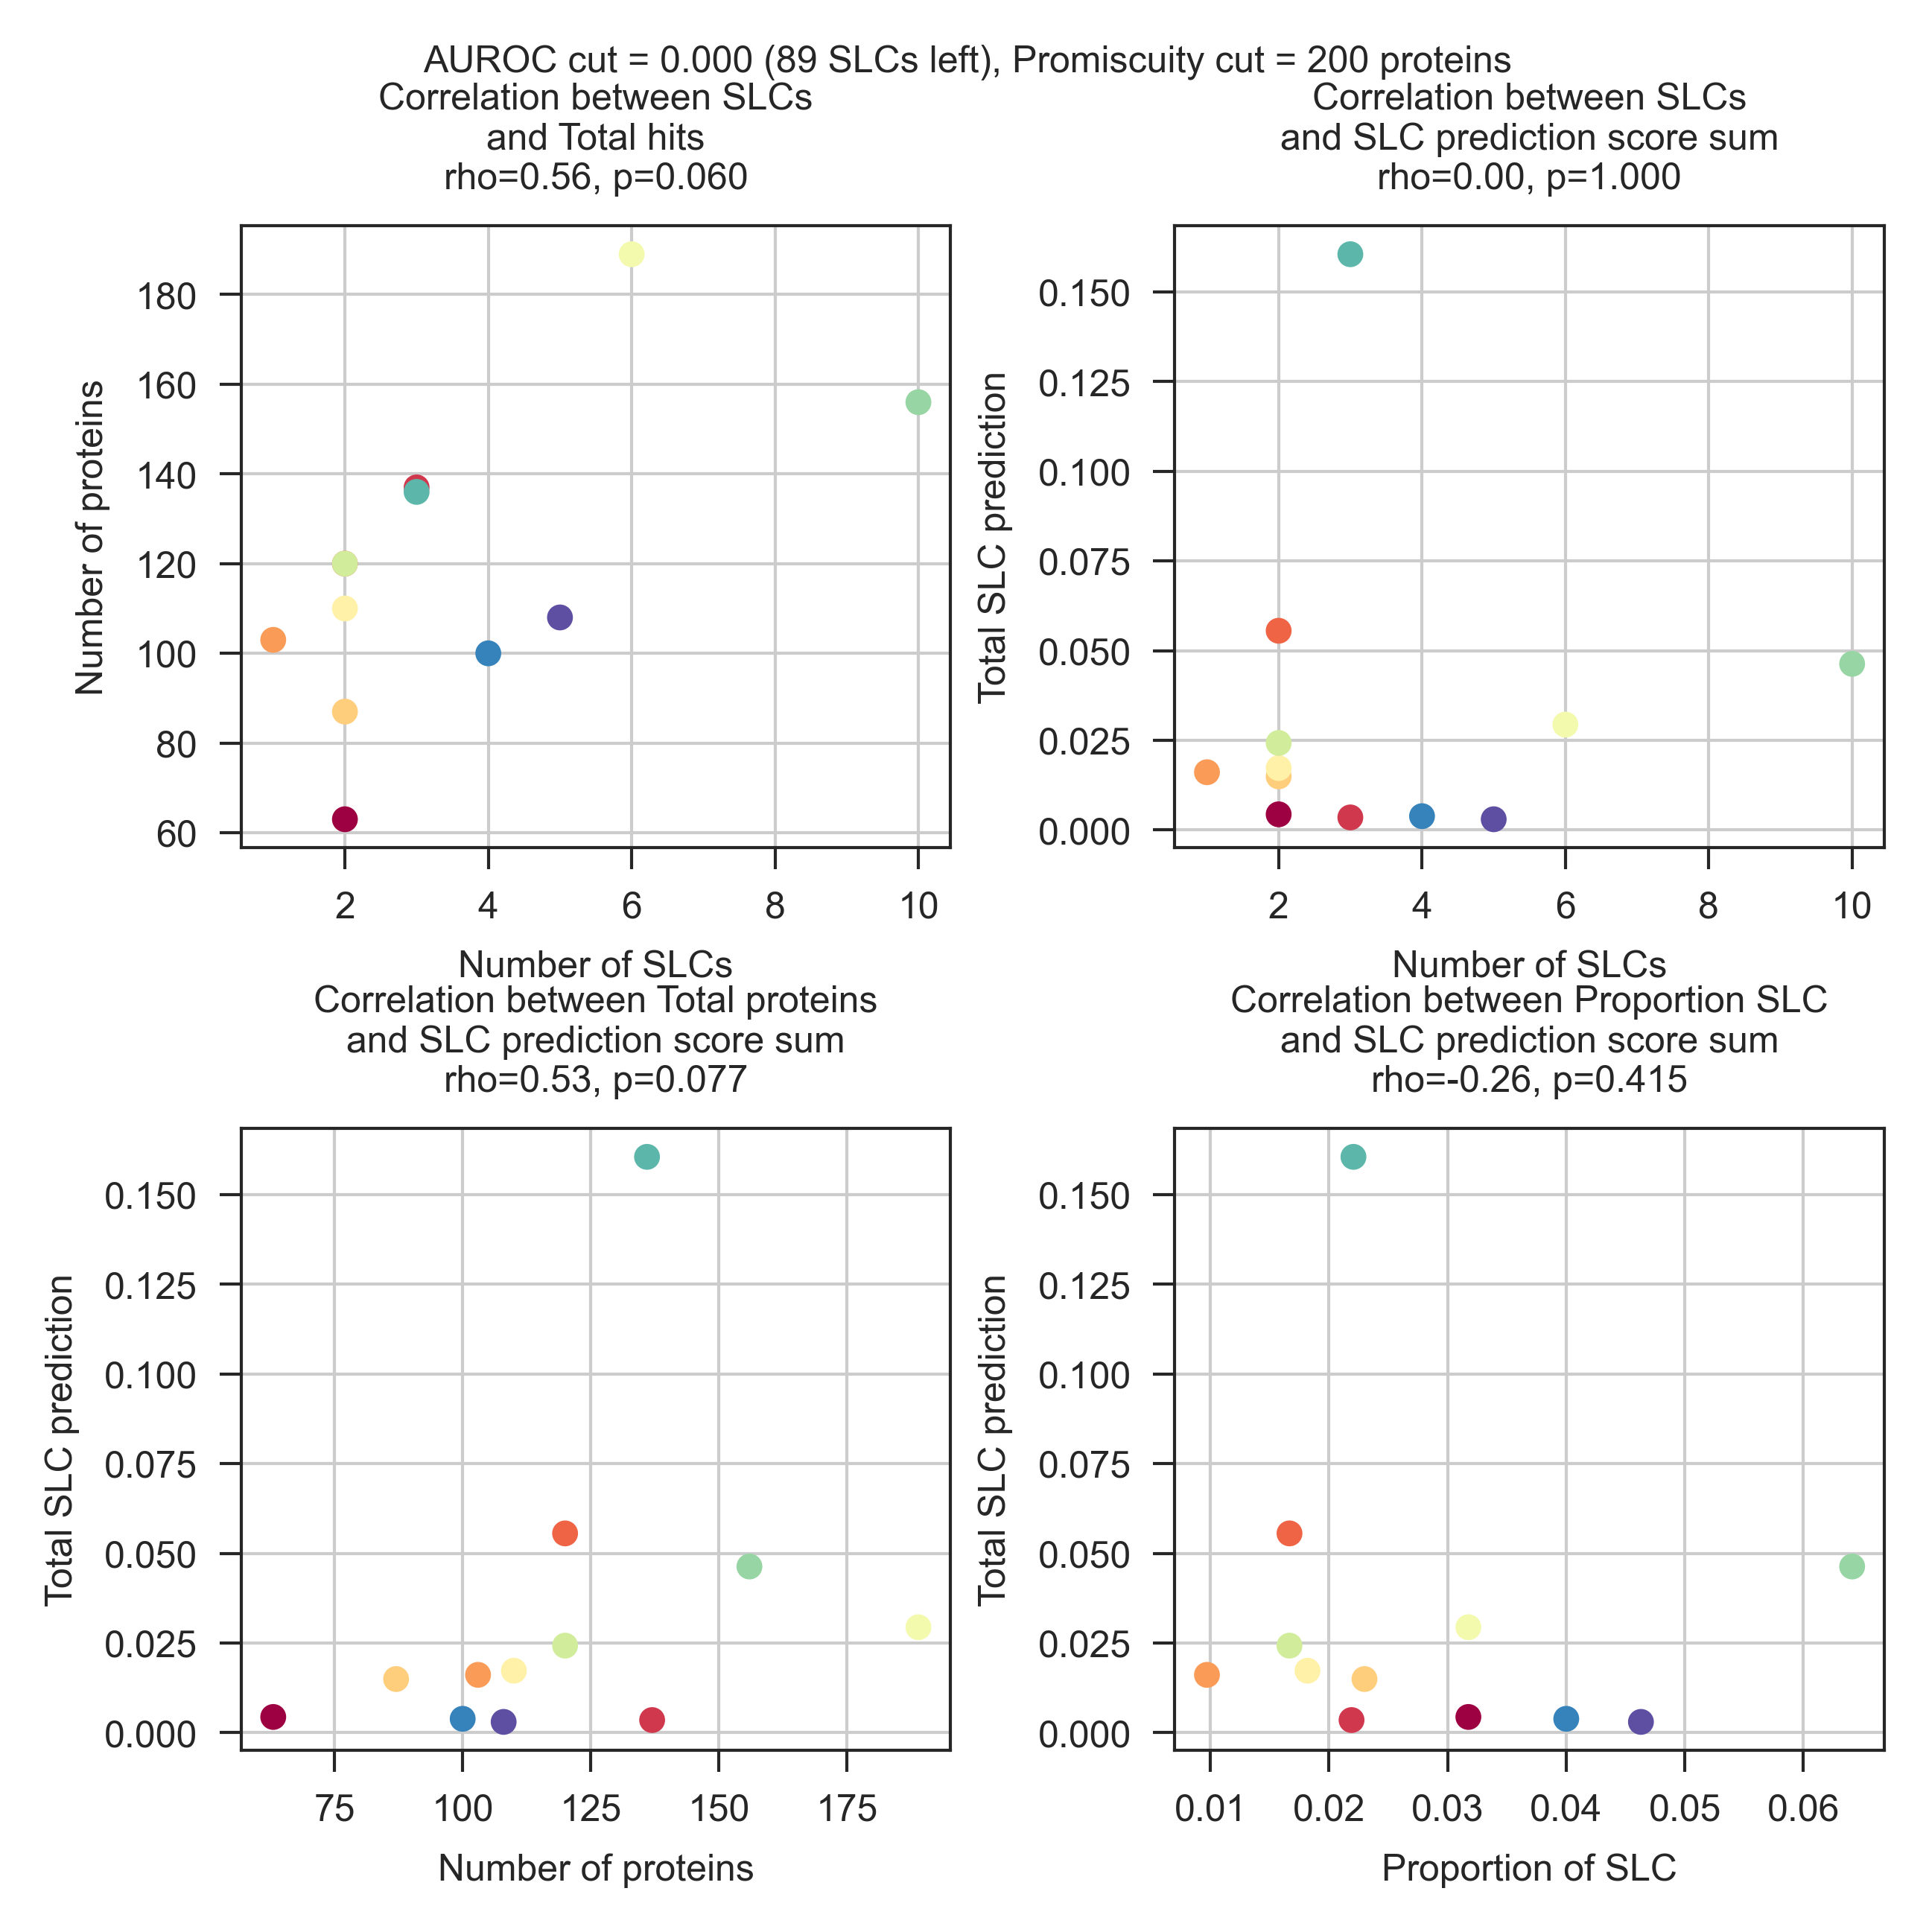 AUROC cut = 0.000 (89 SLCs left), Promiscuity cut = 200 proteins
Correlation between SLCs
and Total hits
rho=0.56, p=0.060
180
160
140
120
100
80
60
Number of proteins
2 4 6 8 10
Number of SLCs
Correlation between SLCs
and SLC prediction score sum
rho=0.00, p=1.000
0.150
0.125
0.100
0.075
0.050
0.025
0.000
Total SLC prediction
2 4 6 8 10
Number of SLCs
Correlation between Total proteins
and SLC prediction score sum
rho=0.53, p=0.077
0.150
0.125
0.100
0.075
0.050
0.025
0.000
Total SLC prediction
75 100 125 150 175
Number of proteins
Correlation between Proportion SLC
and SLC prediction score sum
rho=-0.26, p=0.415
0.150
0.125
0.100
0.075
0.050
0.025
0.000
Total SLC prediction
0.01 0.02 0.03 0.04 0.05 0.06
Proportion of SLC